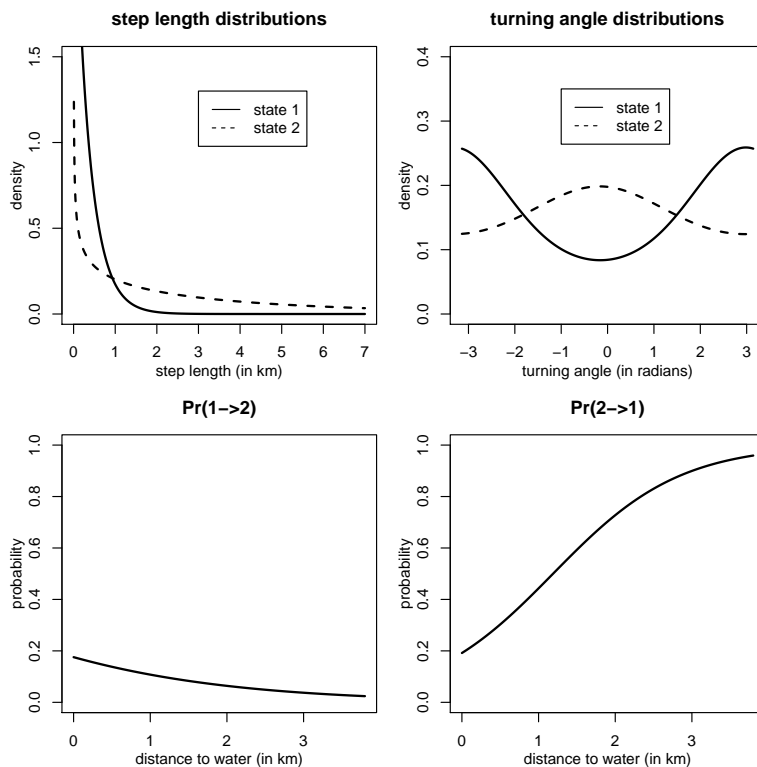 step length distributions
density
0.0 0.5 1.0 1.5
state 1
state 2
0 1 2 3 4 5 6 7
step length (in km)
turning angle distributions
density
0.0 0.1 0.2 0.3 0.4
state 1
state 2
−3 −2 −1 0 1 2 3
turning angle (in radians)
Pr(1−>2)
probability
0.0 0.2 0.4 0.6 0.8 1.0
0 1 2 3
distance to water (in km)
Pr(2−>1)
probability
0.0 0.2 0.4 0.6 0.8 1.0
0 1 2 3
distance to water (in km)